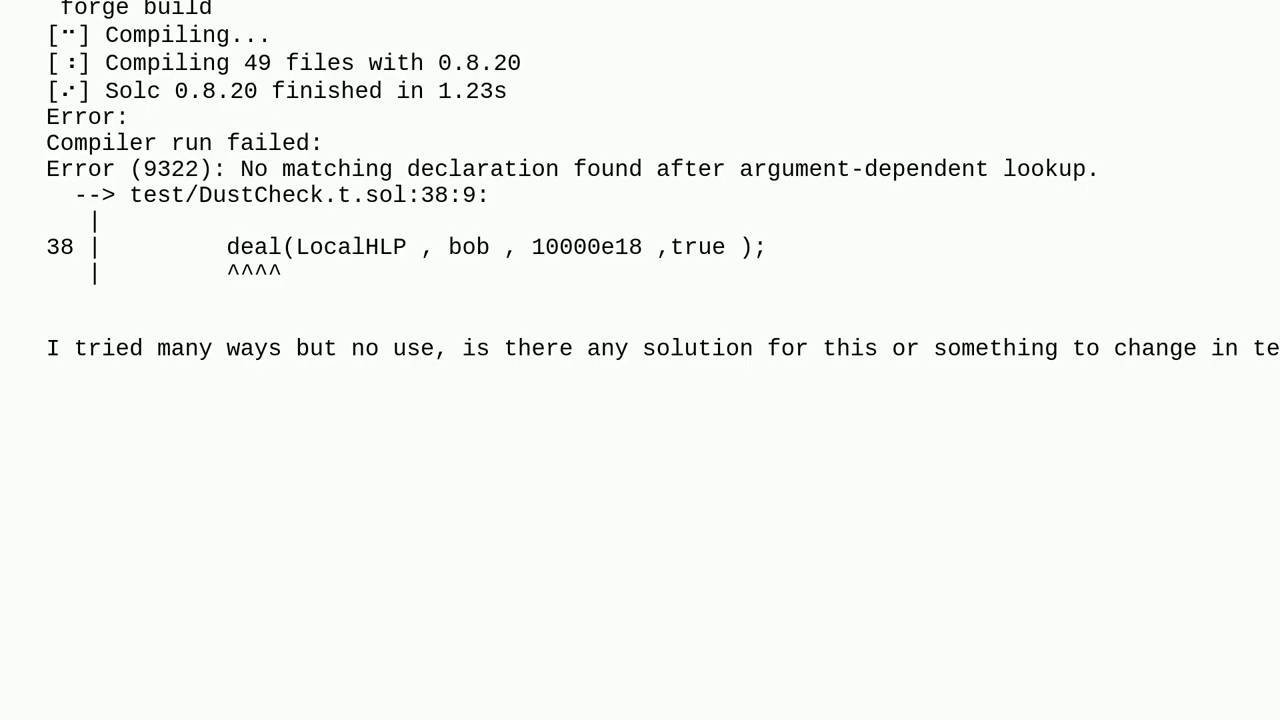 forge build
[⠒] Compiling...
[⠰] Compiling 49 files with 0.8.20
[⠔] Solc 0.8.20 finished in 1.23s
Error:
Compiler run failed:
Error (9322): No matching declaration found after argument-dependent lookup.
  --> test/DustCheck.t.sol:38:9:
   |
38 |         deal(LocalHLP , bob , 10000e18 ,true );
   |         ^^^^
I tried many ways but no use, is there any solution for this or something to change in te